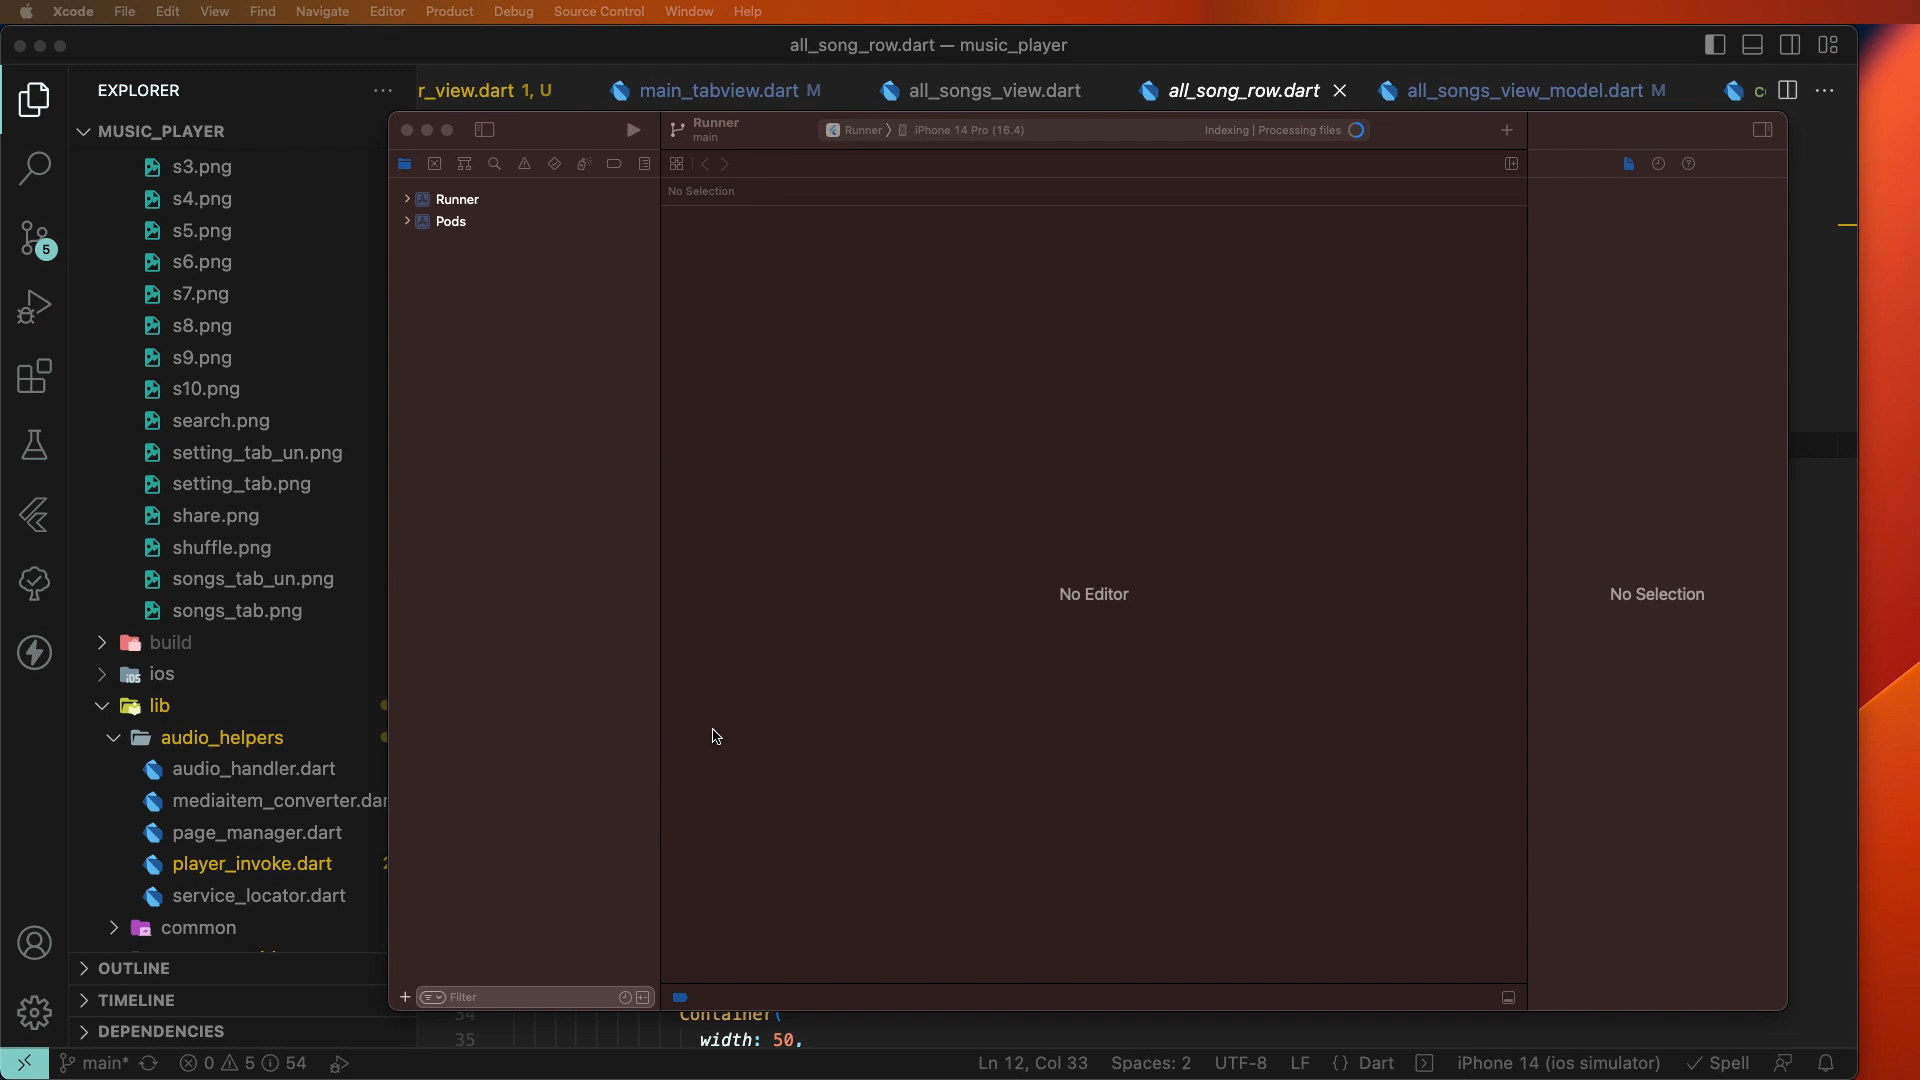 Xcode File Edit View Find Navigate Editor Product Debug Source Control Window Help
all_song_row.dart — music_player
EXPLORER
r_view.dart 1, U
main_tabview.dart M
all_songs_view.dart
all_song_row.dart
all_songs_view_model.dart M
MUSIC_PLAYER
s3.png
s4.png
s5.png
s6.png
s7.png
s8.png
s9.png
s10.png
search.png
setting_tab_un.png
setting_tab.png
share.png
shuffle.png
songs_tab_un.png
songs_tab.png
build
ios
lib
audio_helpers
audio_handler.dart
mediaitem_converter.dar
page_manager.dart
player_invoke.dart
service_locator.dart
common
OUTLINE
TIMELINE
DEPENDENCIES
5
Runner
main
Runner
iPhone 14 Pro (16.4)
Indexing | Processing files
No Selection
Runner
Pods
No Editor
No Selection
Filter
34 Container(
35 width: 50,
main* 0 5 54
Ln 12, Col 33 Spaces: 2 UTF-8 LF {} Dart iPhone 14 (ios simulator) Spell